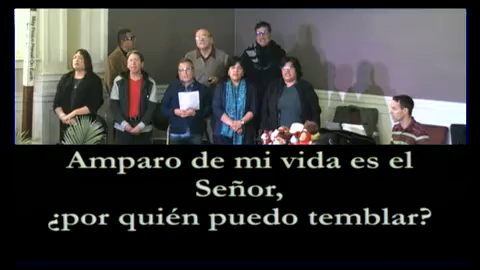 Amparo de mi vida es el
Señor,
¿por quién puedo temblar?